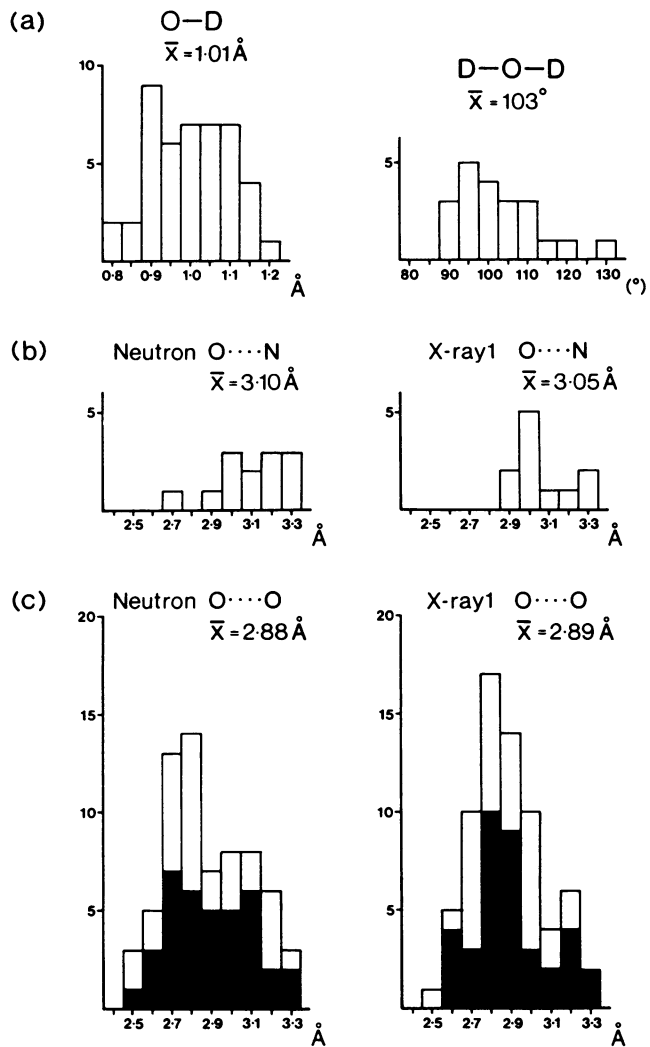 (a)
O—D
x̄ = 1·01 Å
10
5
0·8 0·9 1·0 1·1 1·2
Å
D—O—D
x̄ = 103°
5
80 90 100 110 120 130
(°)
(b)
Neutron O····N
x̄ = 3·10 Å
5
2·5 2·7 2·9 3·1 3·3
Å
X-ray1 O····N
x̄ = 3·05 Å
5
2·5 2·7 2·9 3·1 3·3
Å
(c)
Neutron O····O
x̄ = 2·88 Å
20
15
10
5
2·5 2·7 2·9 3·1 3·3
Å
X-ray1 O····O
x̄ = 2·89 Å
20
15
10
5
2·5 2·7 2·9 3·1 3·3
Å